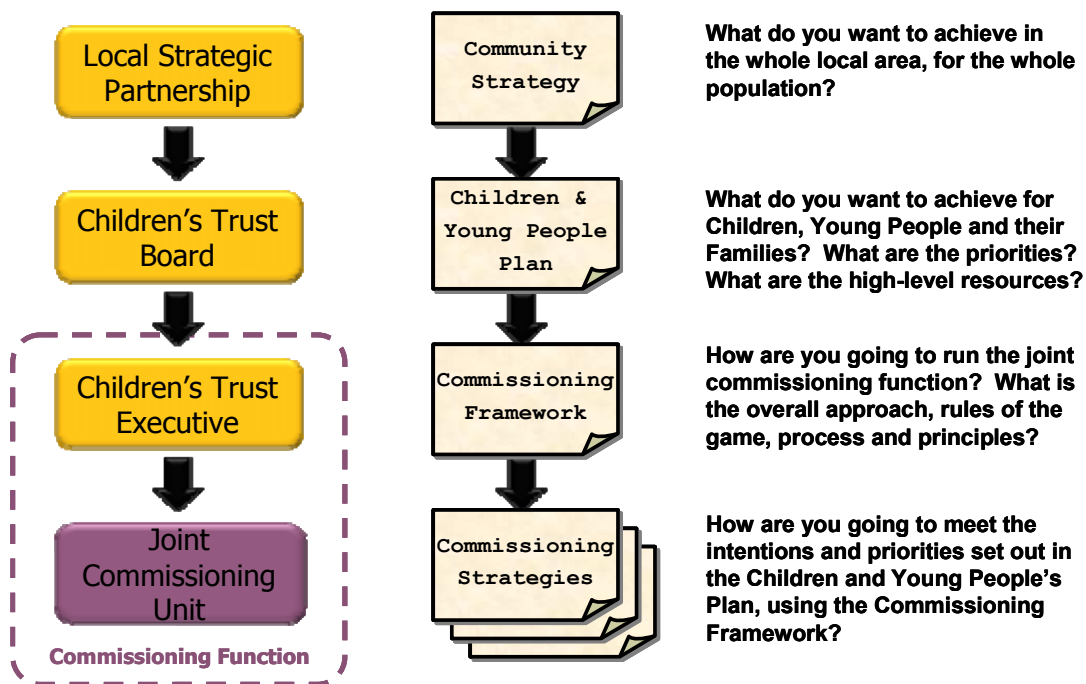 Local Strategic
Partnership
Community
Strategy
What do you want to achieve in
the whole local area, for the whole
population?
Children’s Trust
Board
Children &
Young People
Plan
What do you want to achieve for
Children, Young People and their
Families?  What are the priorities?
What are the high-level resources?
Children’s Trust
Executive
Commissioning
Framework
How are you going to run the joint
commissioning function?  What is
the overall approach, rules of the
game, process and principles?
Joint
Commissioning
Unit
Commissioning Function
Commissioning
Strategies
How are you going to meet the
intentions and priorities set out in
the Children and Young People’s
Plan, using the Commissioning
Framework?